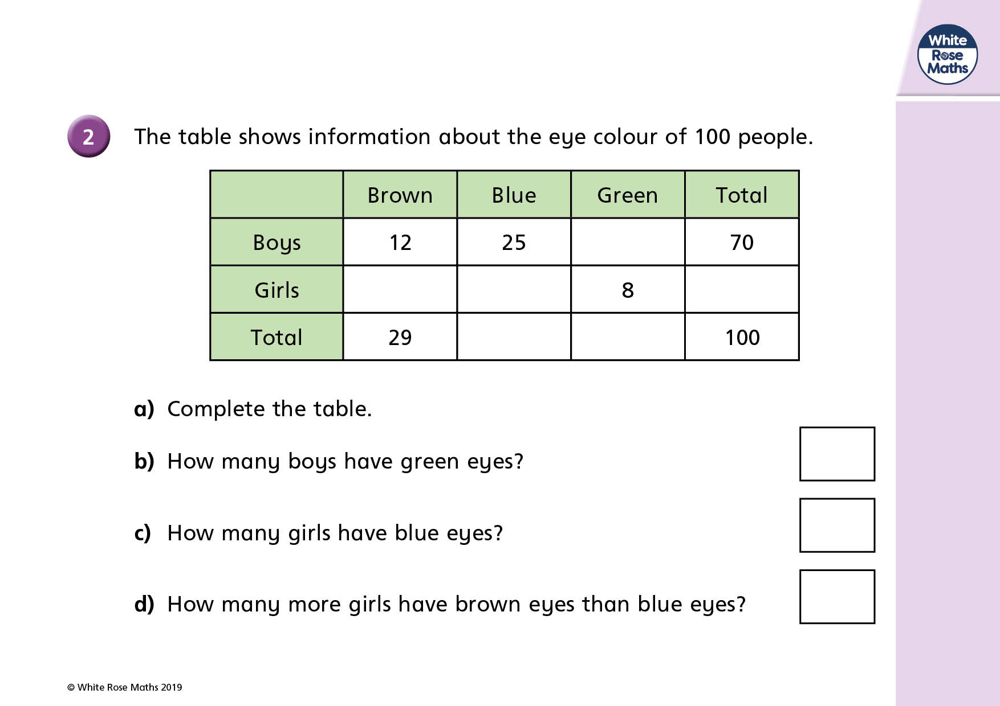 White
Rose
Maths
2 The table shows information about the eye colour of 100 people.
Brown Blue Green Total
Boys 12 25 70
Girls 8
Total 29 100
a) Complete the table.
b) How many boys have green eyes?
c) How many girls have blue eyes?
d) How many more girls have brown eyes than blue eyes?
© White Rose Maths 2019